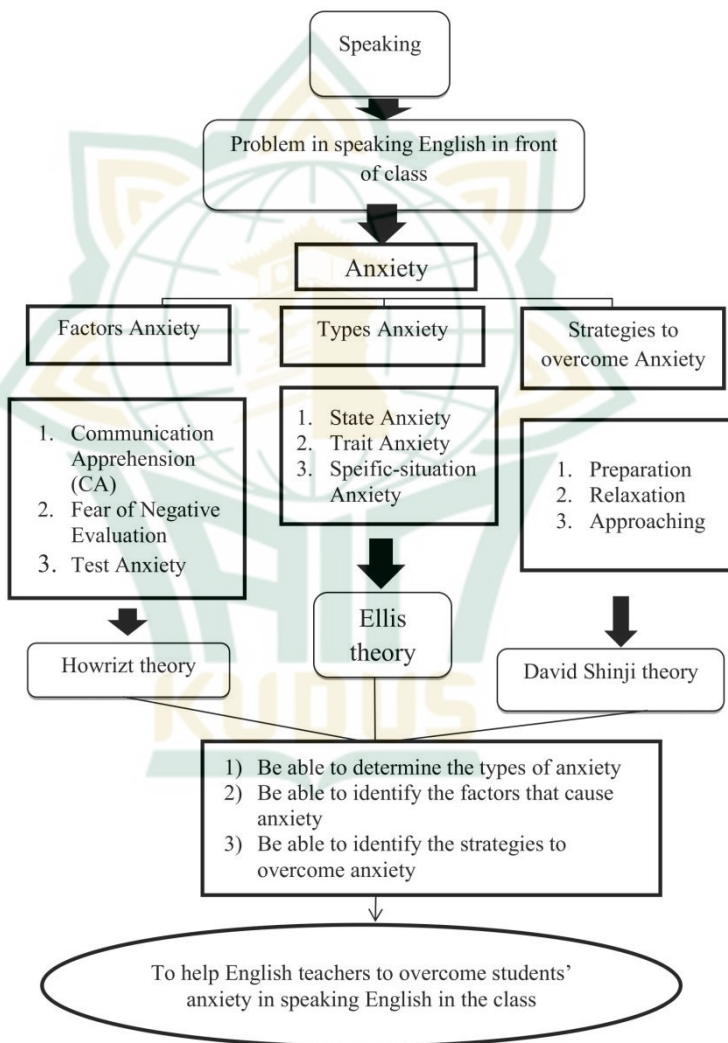 Speaking
Problem in speaking English in front
of class
Anxiety
Factors Anxiety
Types Anxiety
Strategies to
overcome Anxiety
1. Communication
Apprehension
(CA)
2. Fear of Negative
Evaluation
3. Test Anxiety
1. State Anxiety
2. Trait Anxiety
3. Speific-situation
Anxiety
1. Preparation
2. Relaxation
3. Approaching
Howrizt theory
Ellis
theory
David Shinji theory
KUDUS
1) Be able to determine the types of anxiety
2) Be able to identify the factors that cause
anxiety
3) Be able to identify the strategies to
overcome anxiety
To help English teachers to overcome students’
anxiety in speaking English in the class